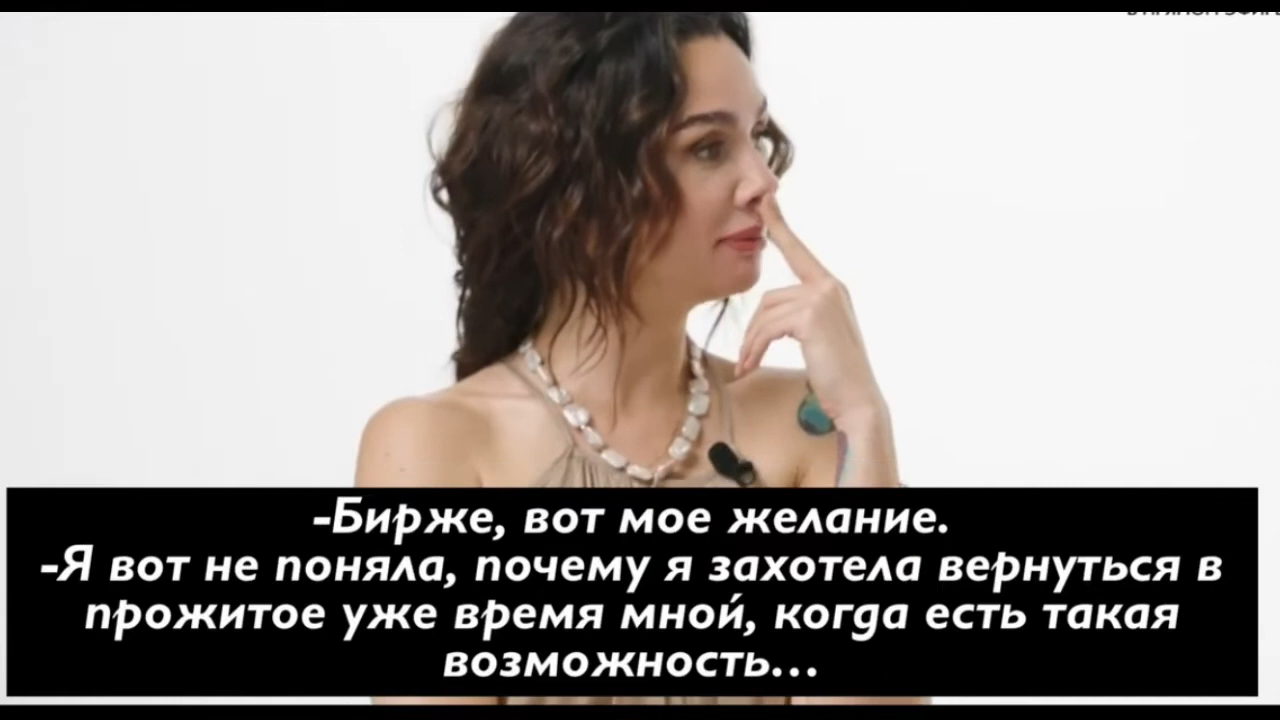 -Бирже, вот мое желание.
-Я вот не поняла, почему я захотела вернуться в
прожитое уже время мной, когда есть такая
возможность...